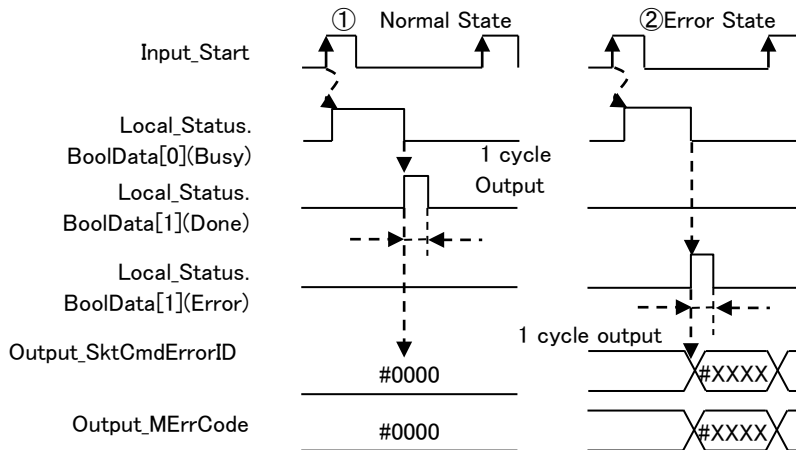 ① Normal State
②Error State
Input_Start
Local_Status.
BoolData[0](Busy)
1 cycle
Output
Local_Status.
BoolData[1](Done)
Local_Status.
BoolData[1](Error)
1 cycle output
Output_SktCmdErrorID
#0000
#XXXX
Output_MErrCode
#0000
#XXXX